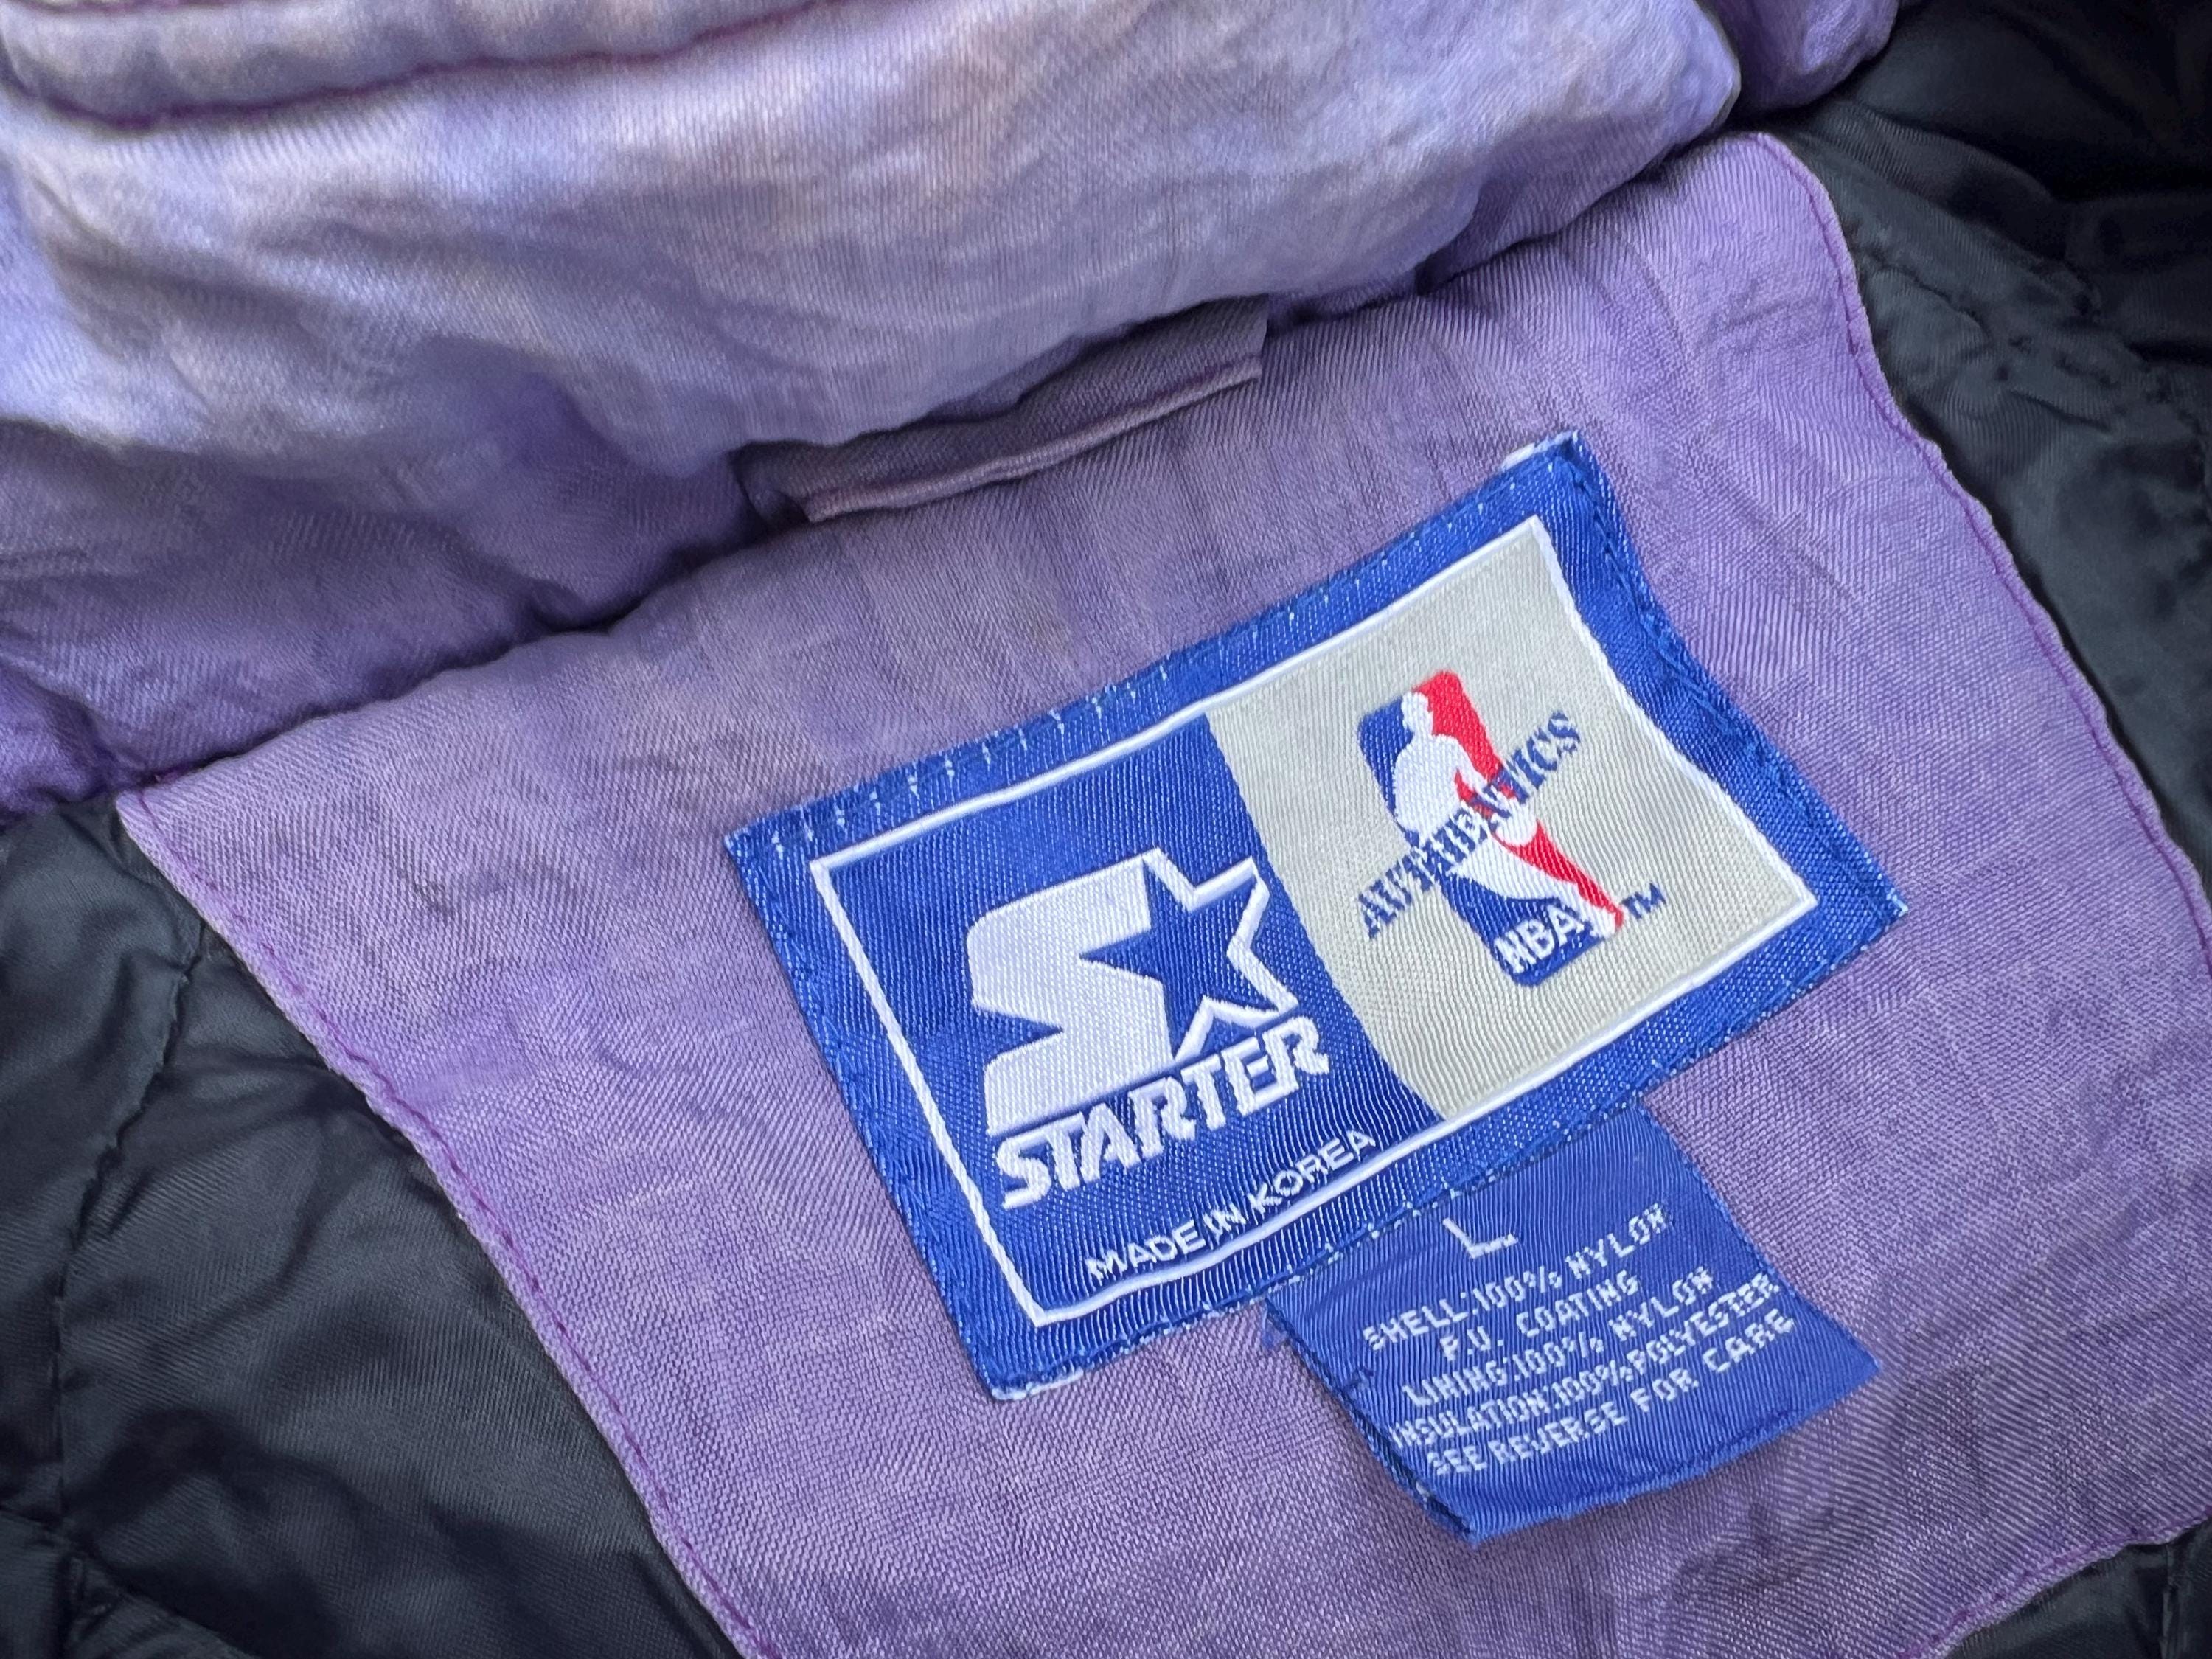 STARTER
MADE IN KOREA
AUTHENTICS
NBA
TM
L
SHELL:100% NYLON
P.U. COATING
LINING:100% NYLON
INSULATION:100%POLYESTER
SEE REVERSE FOR CARE